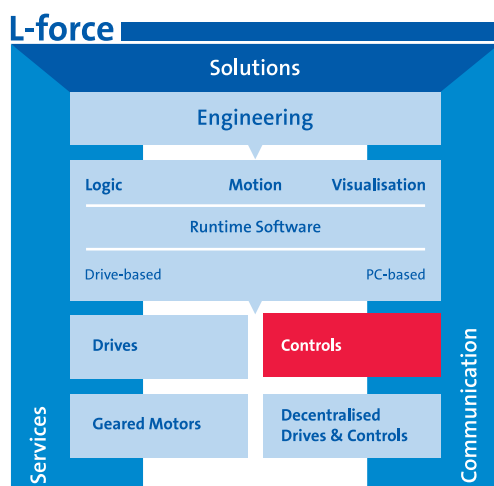 L-force
Solutions
Engineering
Logic Motion Visualisation
Runtime Software
Drive-based PC-based
Drives Controls
Geared Motors Decentralised
Drives & Controls
Services
Communication